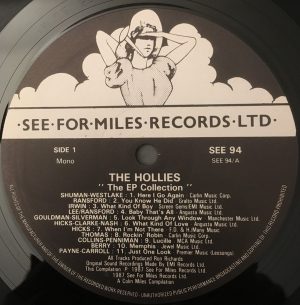 ·SEE·FOR·MILES·RECORDS·LTD·
SIDE 1
Mono
SEE 94
SEE 94/A
THE HOLLIES
"The EP Collection"
SHUMAN-WESTLAKE 1. Here I Go Again Carlin Music Corp.
RANSFORD 2. You Know He Did Gralto Music Ltd.
IRWIN 3. What Kind Of Boy Screen Gems/EMI Music Ltd.
LEE/RANSFORD 4. Baby That's All Anquasta Music Ltd.
GOULDMAN-SILVERMAN 5. Look Through Any Window Manchester Music Ltd.
HICKS-CLARKE-NASH 6. What Kind Of Love Anquasta Music Ltd.
HICKS 7. When I'm Not There F.D. & H./Maho Music
THOMAS 8. Rockin' Robin Carlin Music Corp.
COLLINS-PENNIMAN 9. Lucille MCA Music Ltd.
BERRY 10. Memphis Jewel Music Ltd.
PAYNE-CARROLL 11. Just One Look Premier Music (Leosong)
All Tracks Produced Ron Richards
Original Sound Recordings Made By EMI Records Ltd.
This Compilation ℗ 1987 See For Miles Records Ltd.
© 1987 See For Miles Records Ltd.
A Colin Miles Compilation